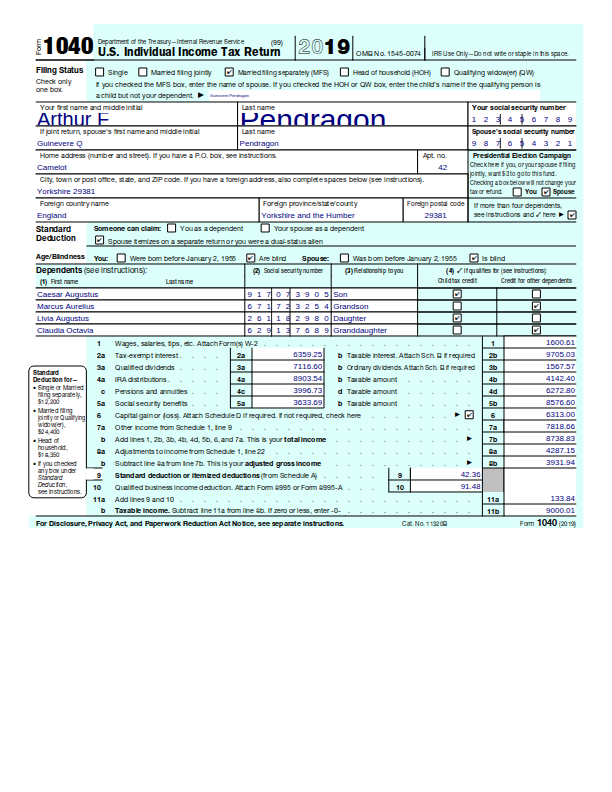 Form 1040 Department of the Treasury—Internal Revenue Service (99) U.S. Individual Income Tax Return 2019 OMB No. 1545-0074 IRS Use Only—Do not write or staple in this space.
Filing Status Single Married filing jointly ✔ Married filing separately (MFS) Head of household (HOH) Qualifying widow(er) (QW)
Check only one box. If you checked the MFS box, enter the name of spouse. If you checked the HOH or QW box, enter the child's name if the qualifying person is
a child but not your dependent. ► Guinevere Pendragon
Your first name and middle initial Last name Your social security number
Arthur F Pendragon 1 2 3 4 5 6 7 8 9
If joint return, spouse's first name and middle initial Last name Spouse's social security number
Guinevere Q Pendragon 9 8 7 6 5 4 3 2 1
Home address (number and street). If you have a P.O. box, see instructions. Apt. no.
Camelot 42
Presidential Election Campaign
Check here if you, or your spouse if filing
jointly, want $3 to go to this fund.
Checking a box below will not change your
tax or refund. You ✔ Spouse
City, town or post office, state, and ZIP code. If you have a foreign address, also complete spaces below (see instructions).
Yorkshire 29381
Foreign country name Foreign province/state/county Foreign postal code
England Yorkshire and the Humber 29381
If more than four dependents,
see instructions and ✓ here ► ✔
Standard Deduction Someone can claim: You as a dependent Your spouse as a dependent
✔ Spouse itemizes on a separate return or you were a dual-status alien
Age/Blindness You: Were born before January 2, 1955 ✔ Are blind Spouse: Was born before January 2, 1955 ✔ Is blind
Dependents (see instructions): (2) Social security number (3) Relationship to you (4) ✓ if qualifies for (see instructions):
(1) First name Last name Child tax credit Credit for other dependents
Caesar Augustus 9 1 7 0 7 3 9 0 5 Son ✔
Marcus Aurelius 6 7 1 7 2 3 2 5 4 Grandson ✔
Livia Augustus 2 6 1 1 8 2 9 8 0 Daughter ✔
Claudia Octavia 6 2 9 1 3 7 6 8 9 Granddaughter ✔
1 Wages, salaries, tips, etc. Attach Form(s) W-2 1 1600.61
2a Tax-exempt interest 2a 6359.25 b Taxable interest. Attach Sch. B if required 2b 9705.03
3a Qualified dividends 3a 7116.60 b Ordinary dividends. Attach Sch. B if required 3b 1567.57
4a IRA distributions 4a 8903.54 b Taxable amount 4b 4142.40
c Pensions and annuities 4c 3996.73 d Taxable amount 4d 6272.80
5a Social security benefits 5a 3633.69 b Taxable amount 5b 8576.60
6 Capital gain or (loss). Attach Schedule D if required. If not required, check here ► ✔ 6 6313.00
7a Other income from Schedule 1, line 9 7a 7818.66
b Add lines 1, 2b, 3b, 4b, 4d, 5b, 6, and 7a. This is your total income ► 7b 8738.83
8a Adjustments to income from Schedule 1, line 22 8a 4287.15
b Subtract line 8a from line 7b. This is your adjusted gross income ► 8b 3931.94
9 Standard deduction or itemized deductions (from Schedule A) 9 42.36
10 Qualified business income deduction. Attach Form 8995 or Form 8995-A 10 91.48
11a Add lines 9 and 10 11a 133.84
b Taxable income. Subtract line 11a from line 8b. If zero or less, enter -0- 11b 9000.01
Standard
Deduction for—
• Single or Married
filing separately,
$12,200
• Married filing
jointly or Qualifying
widow(er),
$24,400
• Head of
household,
$18,350
• If you checked
any box under
Standard
Deduction,
see instructions.
For Disclosure, Privacy Act, and Paperwork Reduction Act Notice, see separate instructions. Cat. No. 11320B Form 1040 (2019)